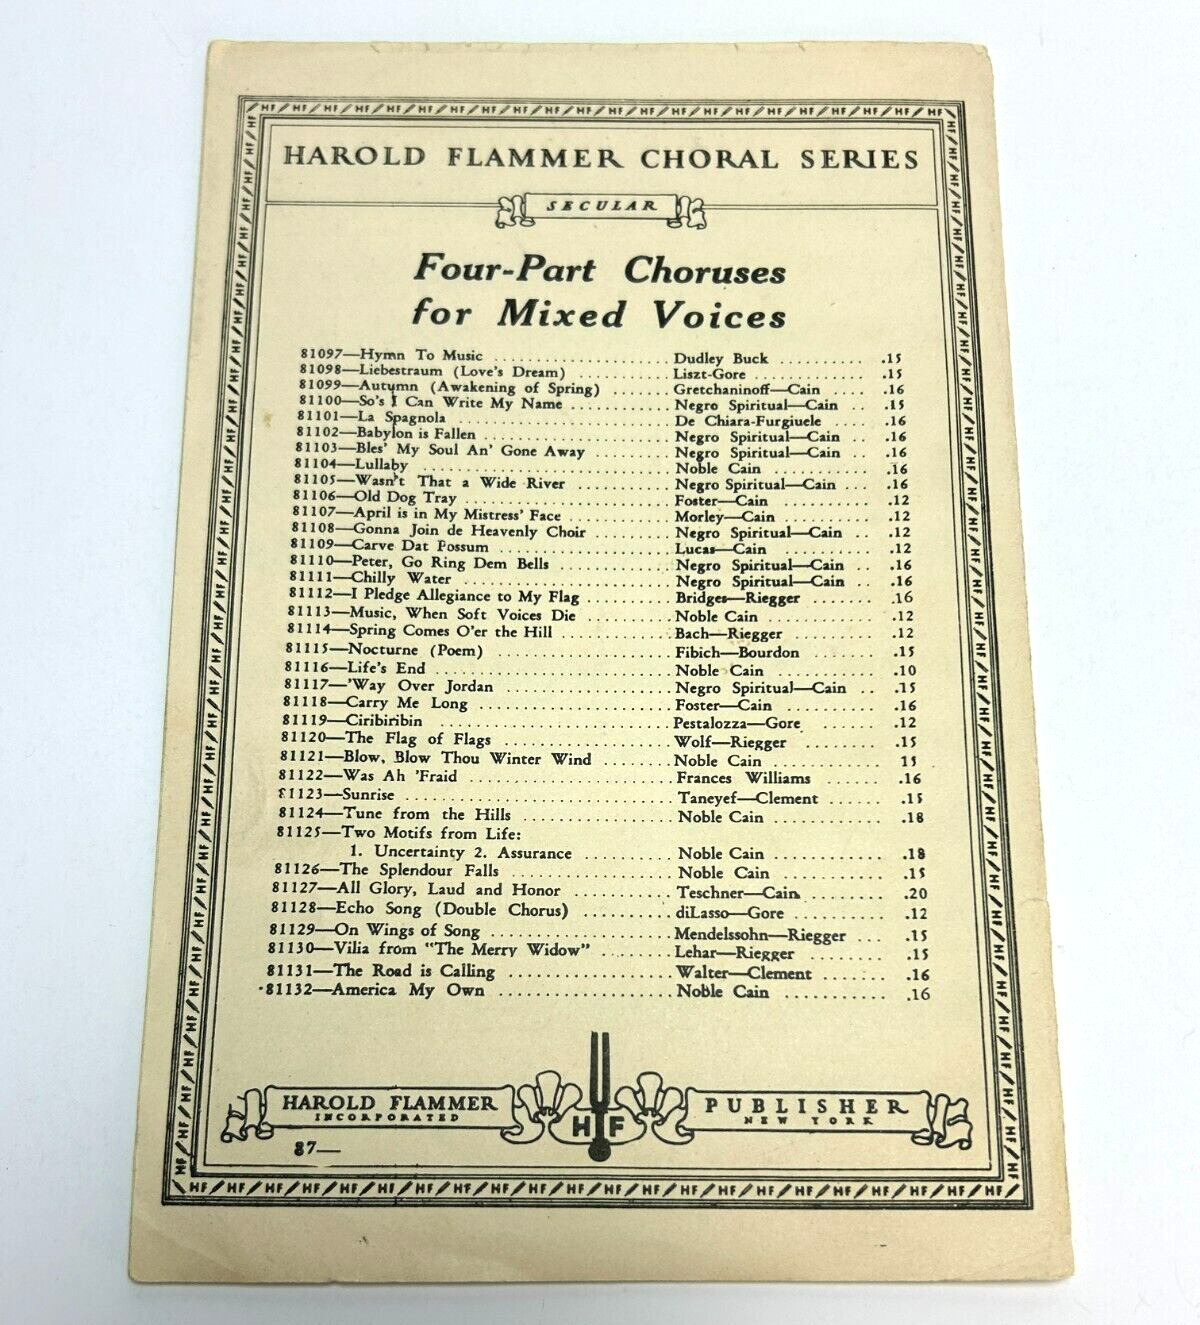 HAROLD FLAMMER CHORAL SERIES
SECULAR
Four-Part Choruses
for Mixed Voices
81097—Hymn To Music ..................... Dudley Buck .......... .15
81098—Liebestraum (Love's Dream) ............. Liszt-Gore ............. .15
81099—Autumn (Awakening of Spring) ....... Gretchaninoff—Cain .... .16
81100—So's I Can Write My Name ............ Negro Spiritual—Cain .. .15
81101—La Spagnola ........................ De Chiara-Furgiuele .... .16
81102—Babylon is Fallen ....................... Negro Spiritual—Cain .. .16
81103—Bles' My Soul An' Gone Away ......... Negro Spiritual—Cain .. .16
81104—Lullaby .............................. Noble Cain ............ .16
81105—Wasn't That a Wide River ........... Negro Spiritual—Cain ... .16
81106—Old Dog Tray ......................... Foster—Cain .......... .12
81107—April is in My Mistress' Face ............ Morley—Cain .......... .12
81108—Gonna Join de Heavenly Choir ......... Negro Spiritual—Cain .. .12
81109—Carve Dat Possum ..................... Lucas—Cain ............ .12
81110—Peter, Go Ring Dem Bells .............. Negro Spiritual—Cain .. .16
81111—Chilly Water .......................... Negro Spiritual—Cain .. .16
81112—I Pledge Allegiance to My Flag .......... Bridges—Riegger ....... .16
81113—Music, When Soft Voices Die .......... Noble Cain ............ .12
81114—Spring Comes O'er the Hill ............. Bach—Riegger ......... .12
81115—Nocturne (Poem) ...................... Fibich—Bourdon ........ .15
81116—Life's End ............................ Noble Cain ............ .10
81117—'Way Over Jordan .................... Negro Spiritual—Cain .. .15
81118—Carry Me Long ....................... Foster—Cain ........... .16
81119—Ciribiribin ........................... Pestalozza—Gore ...... .12
81120—The Flag of Flags .................... Wolf—Riegger ........ .15
81121—Blow, Blow Thou Winter Wind ........ Noble Cain ............. 15
81122—Was Ah 'Fraid ........................ Frances Williams ...... .16
81123—Sunrise ................................ Taneyef—Clement ...... .15
81124—Tune from the Hills .................. Noble Cain ............. .18
81125—Two Motifs from Life:
1. Uncertainty 2. Assurance .......... Noble Cain ............. .18
81126—The Splendour Falls .................... Noble Cain ............. .15
81127—All Glory, Laud and Honor ........... Teschner—Cain ........ .20
81128—Echo Song (Double Chorus) .......... diLasso—Gore ........... .12
81129—On Wings of Song ..................... Mendelssohn—Riegger ... .15
81130—Vilia from "The Merry Widow" ........ Lehar—Riegger ......... .15
81131—The Road is Calling ................... Walter—Clement ....... .16
81132—America My Own ..................... Noble Cain ............ .16
HAROLD FLAMMER
INCORPORATED
HF
PUBLISHER
NEW YORK
87—